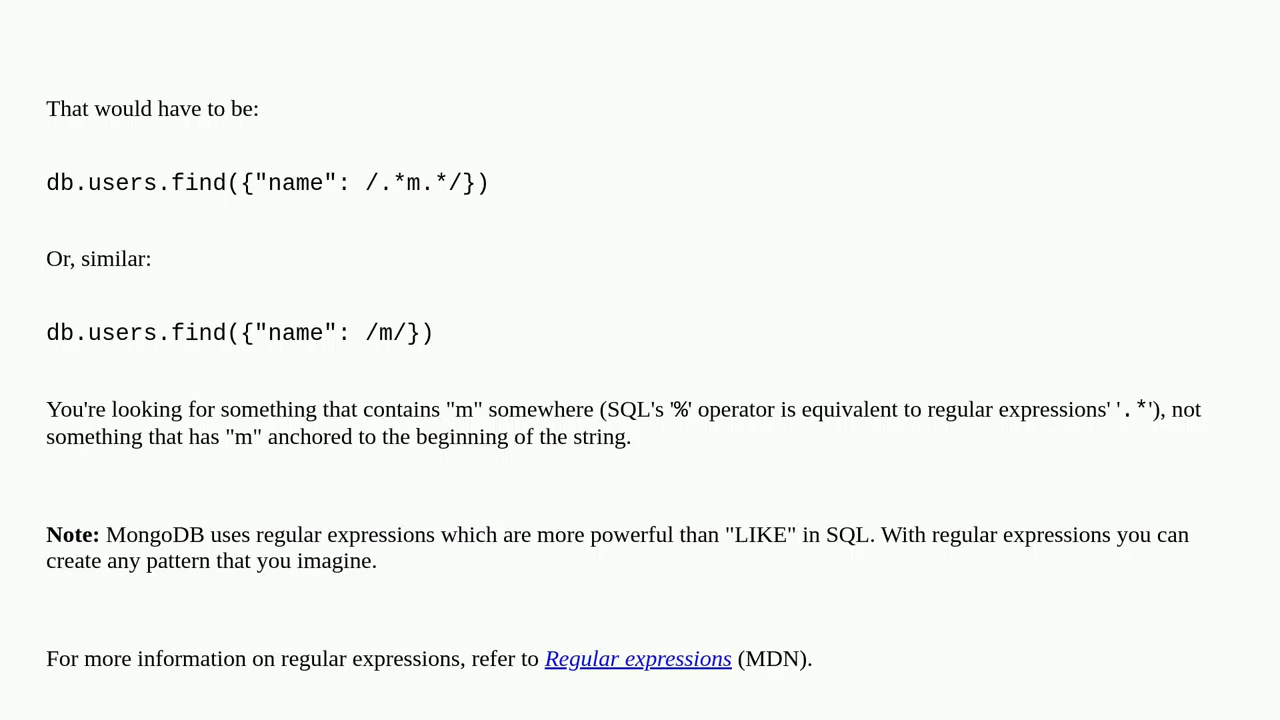 That would have to be:
db.users.find({"name": /.*m.*/})
Or, similar:
db.users.find({"name": /m/})
You're looking for something that contains "m" somewhere (SQL's '%' operator is equivalent to regular expressions' '.*'), not
something that has "m" anchored to the beginning of the string.
Note: MongoDB uses regular expressions which are more powerful than "LIKE" in SQL. With regular expressions you can
create any pattern that you imagine.
For more information on regular expressions, refer to Regular expressions (MDN).